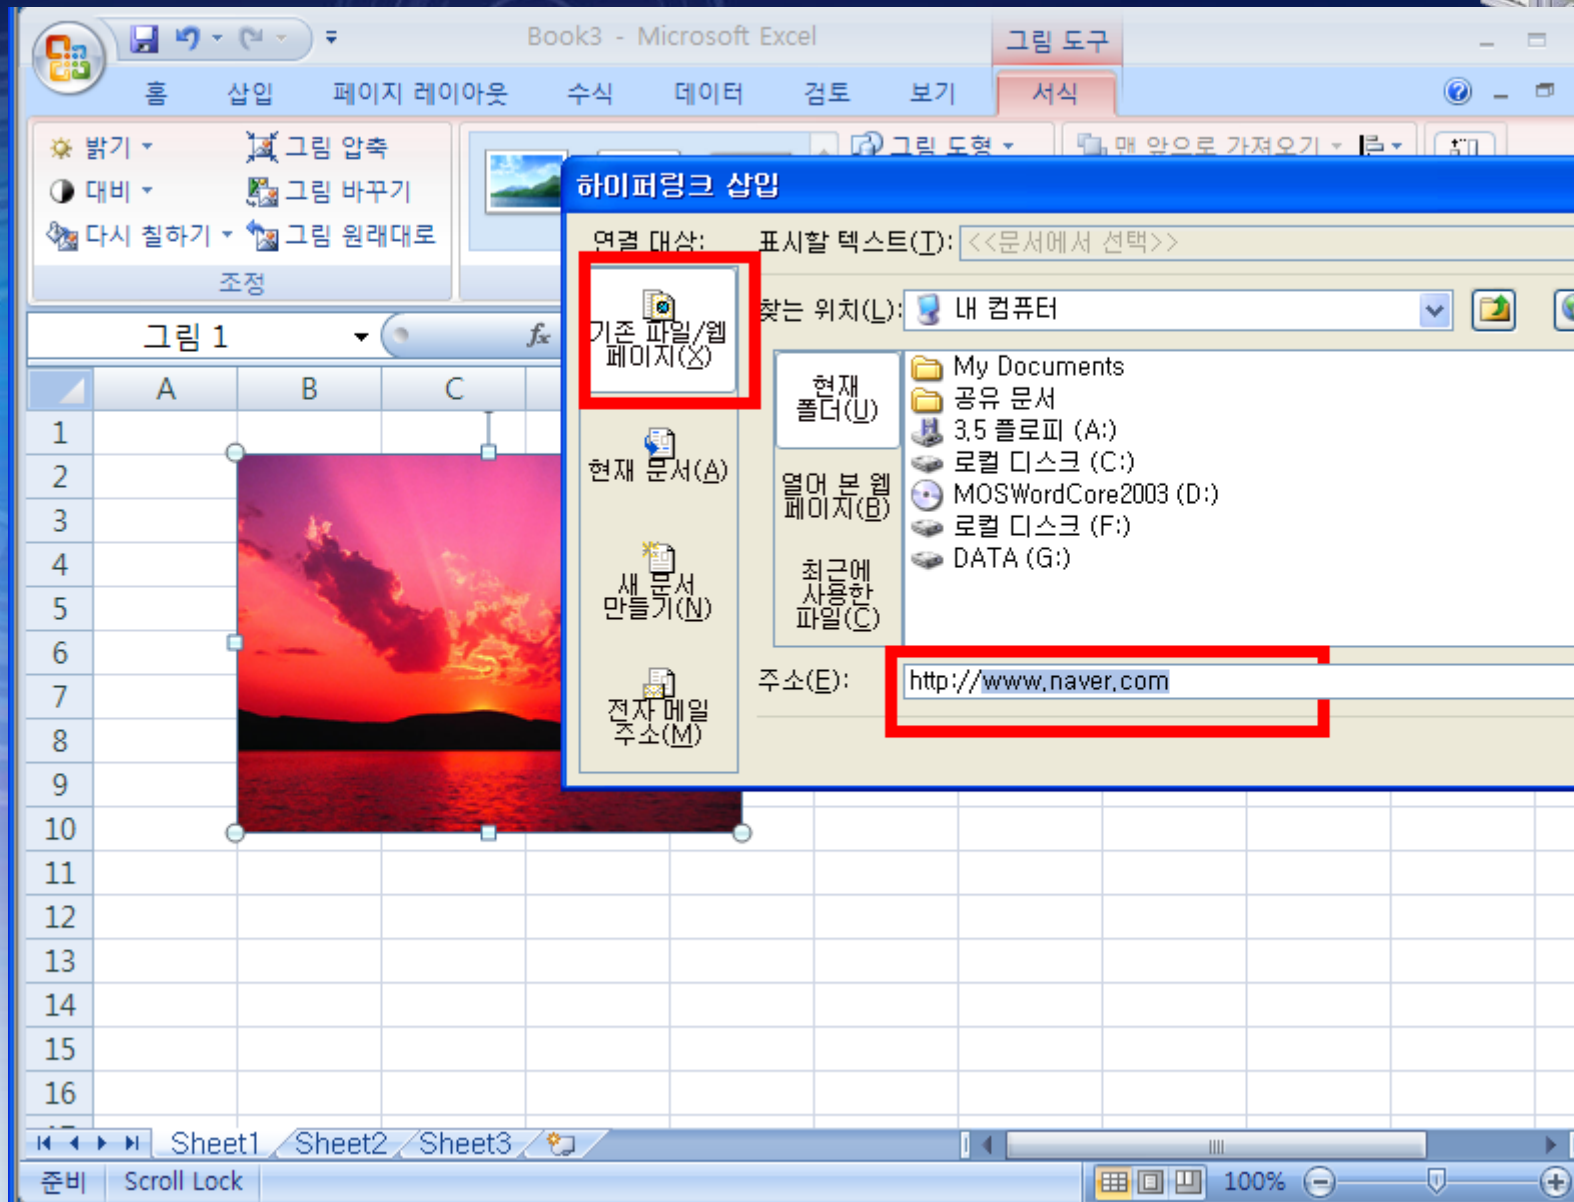 Book3 - Microsoft Excel
그림 도구
홈 삽입 페이지 레이아웃 수식 데이터 검토 보기 서식
밝기 그림 압축 그림 도형 맨 앞으로 가져오기
대비 그림 바꾸기
다시 칠하기 그림 원래대로
조정
하이퍼링크 삽입
연결 대상: 표시할 텍스트(T): <<문서에서 선택>>
기존 파일/웹
페이지(X)
현재 문서(A)
새 문서
만들기(N)
전자 메일
주소(M)
찾는 위치(L): 내 컴퓨터
현재
폴더(U)
열어 본 웹
페이지(B)
최근에
사용한
파일(C)
My Documents
공유 문서
3.5 플로피 (A:)
로컬 디스크 (C:)
MOSWordCore2003 (D:)
로컬 디스크 (F:)
DATA (G:)
주소(E): http://www.naver.com
그림 1 fx
A B C
1
2
3
4
5
6
7
8
9
10
11
12
13
14
15
16
Sheet1 Sheet2 Sheet3
준비 Scroll Lock 100%